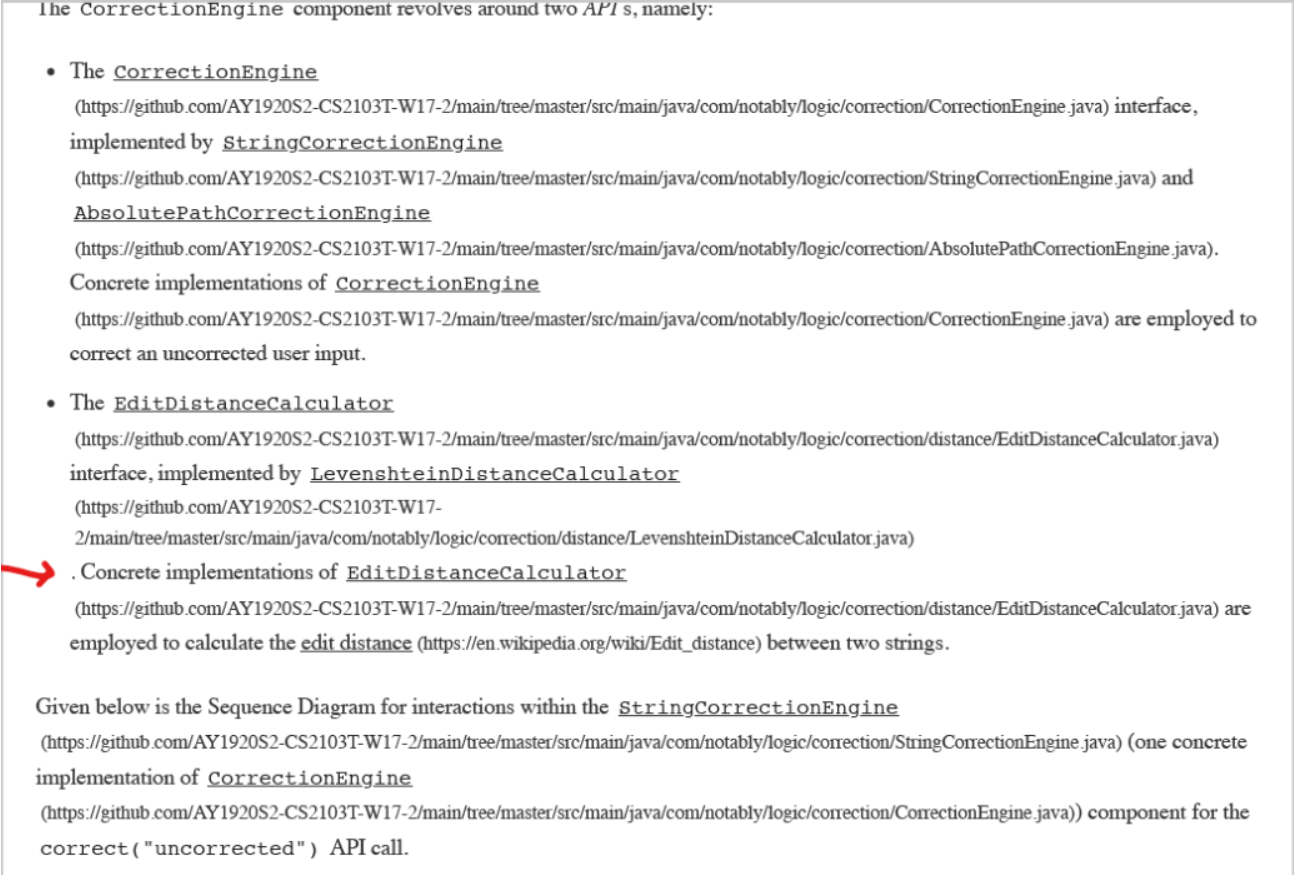 The CorrectionEngine component revolves around two API s, namely:
• The CorrectionEngine
(https://github.com/AY1920S2-CS2103T-W17-2/main/tree/master/src/main/java/com/notably/logic/correction/CorrectionEngine.java) interface,
implemented by StringCorrectionEngine
(https://github.com/AY1920S2-CS2103T-W17-2/main/tree/master/src/main/java/com/notably/logic/correction/StringCorrectionEngine.java) and
AbsolutePathCorrectionEngine
(https://github.com/AY1920S2-CS2103T-W17-2/main/tree/master/src/main/java/com/notably/logic/correction/AbsolutePathCorrectionEngine.java).
Concrete implementations of CorrectionEngine
(https://github.com/AY1920S2-CS2103T-W17-2/main/tree/master/src/main/java/com/notably/logic/correction/CorrectionEngine.java) are employed to
correct an uncorrected user input.
• The EditDistanceCalculator
(https://github.com/AY1920S2-CS2103T-W17-2/main/tree/master/src/main/java/com/notably/logic/correction/distance/EditDistanceCalculator.java)
interface, implemented by LevenshteinDistanceCalculator
(https://github.com/AY1920S2-CS2103T-W17-
2/main/tree/master/src/main/java/com/notably/logic/correction/distance/LevenshteinDistanceCalculator.java)
. Concrete implementations of EditDistanceCalculator
(https://github.com/AY1920S2-CS2103T-W17-2/main/tree/master/src/main/java/com/notably/logic/correction/distance/EditDistanceCalculator.java) are
employed to calculate the edit distance (https://en.wikipedia.org/wiki/Edit_distance) between two strings.
Given below is the Sequence Diagram for interactions within the StringCorrectionEngine
(https://github.com/AY1920S2-CS2103T-W17-2/main/tree/master/src/main/java/com/notably/logic/correction/StringCorrectionEngine.java) (one concrete
implementation of CorrectionEngine
(https://github.com/AY1920S2-CS2103T-W17-2/main/tree/master/src/main/java/com/notably/logic/correction/CorrectionEngine.java)) component for the
correct("uncorrected") API call.